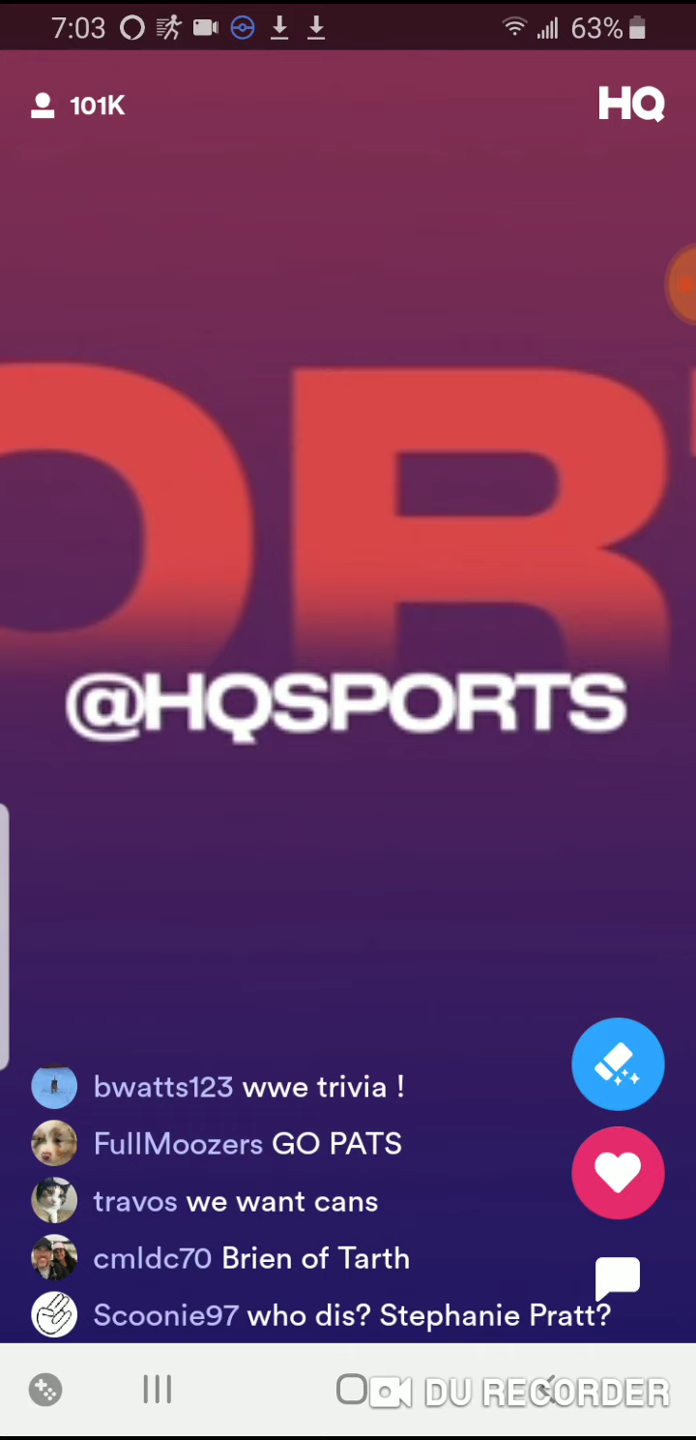 7:03 63%
101K HQ
OR
@HQSPORTS
bwatts123 wwe trivia !
FullMoozers GO PATS
travos we want cans
cmldc70 Brien of Tarth
Scoonie97 who dis? Stephanie Pratt?
DU RECORDER